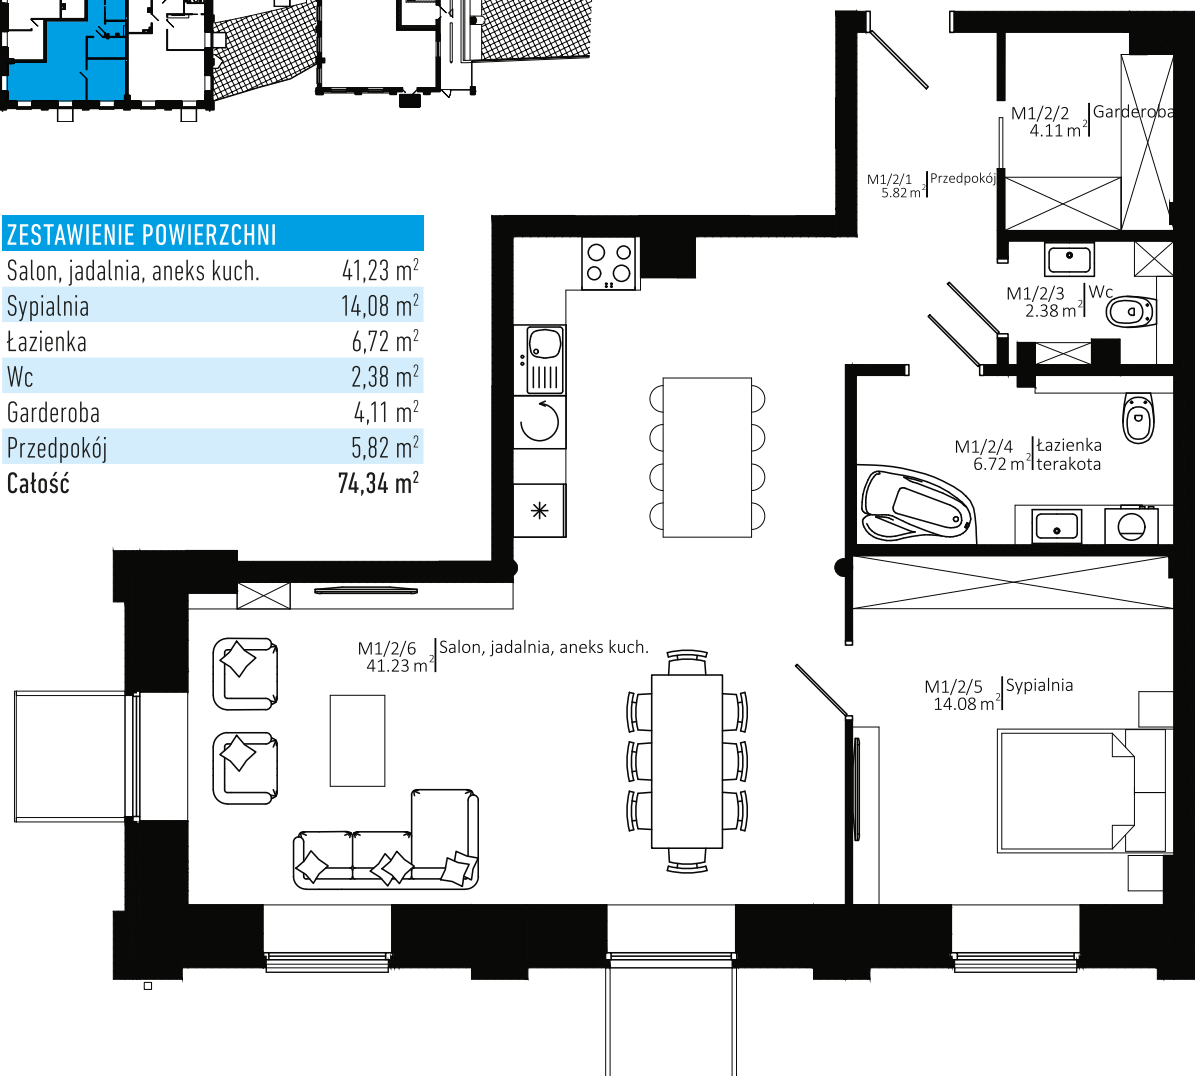 ZESTAWIENIE POWIERZCHNI
Salon, jadalnia, aneks kuch. 41,23 m²
Sypialnia 14,08 m²
Łazienka 6,72 m²
Wc 2,38 m²
Garderoba 4,11 m²
Przedpokój 5,82 m²
Całość 74,34 m²
M1/2/2 Garderoba
4.11 m²
M1/2/1 Przedpokój
5.82 m²
M1/2/3 Wc
2.38 m²
M1/2/4 Łazienka
6.72 m² terakota
M1/2/6 Salon, jadalnia, aneks kuch.
41.23 m²
M1/2/5 Sypialnia
14.08 m²